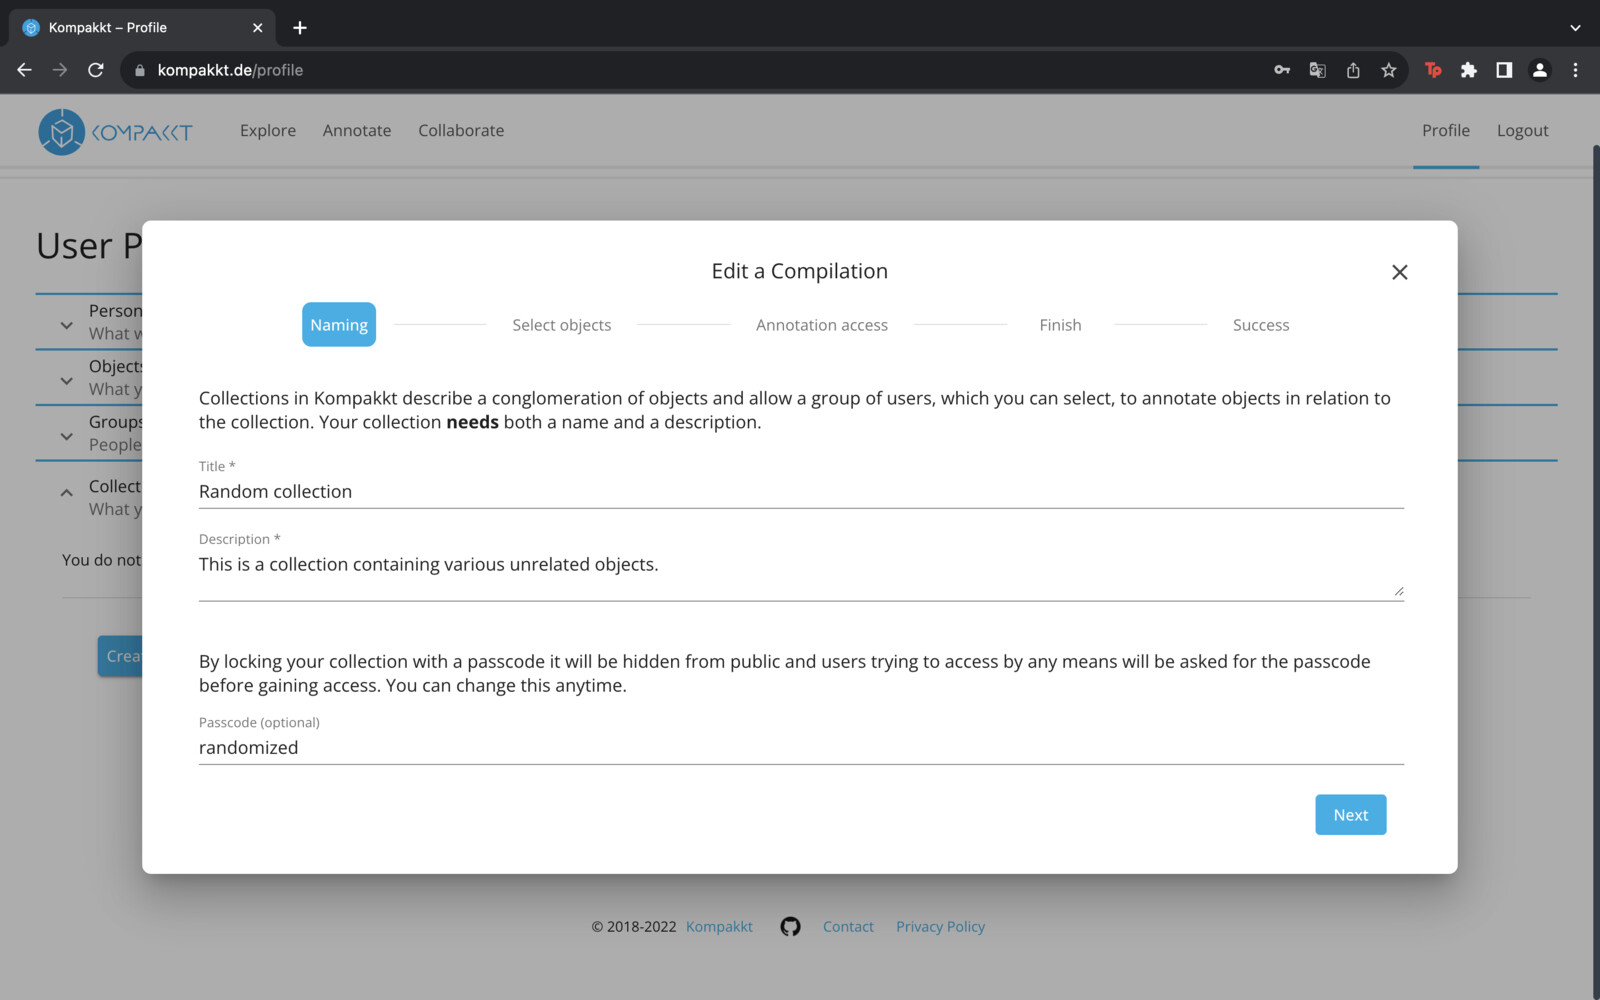 Kompakkt – Profile
kompakkt.de/profile
Tp
KOMPAKKT
Explore
Annotate
Collaborate
Profile
Logout
User P
Edit a Compilation
Naming
Select objects
Annotation access
Finish
Success
Person
What w
Objects
What y
Groups
People
Collect
What y
You do not
Creat
Collections in Kompakkt describe a conglomeration of objects and allow a group of users, which you can select, to annotate objects in relation to
the collection. Your collection needs both a name and a description.
Title *
Random collection
Description *
This is a collection containing various unrelated objects.
By locking your collection with a passcode it will be hidden from public and users trying to access by any means will be asked for the passcode
before gaining access. You can change this anytime.
Passcode (optional)
randomized
Next
© 2018-2022 Kompakkt
Contact
Privacy Policy